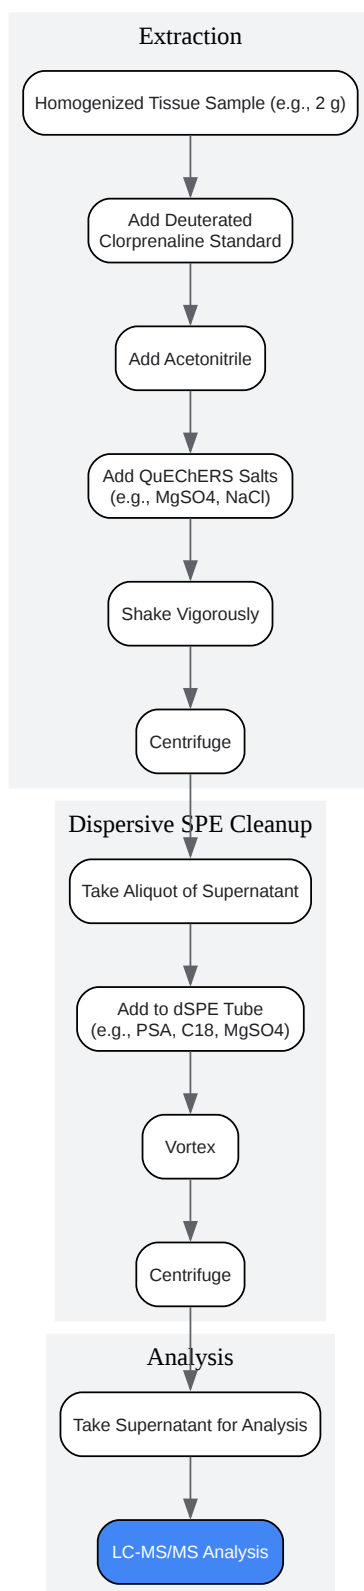 Extraction
Homogenized Tissue Sample (e.g., 2 g)
Add Deuterated
Clorprenaline Standard
Add Acetonitrile
Add QuEChERS Salts
(e.g., MgSO4, NaCl)
Shake Vigorously
Centrifuge
Dispersive SPE Cleanup
Take Aliquot of Supernatant
Add to dSPE Tube
(e.g., PSA, C18, MgSO4)
Vortex
Centrifuge
Analysis
Take Supernatant for Analysis
LC-MS/MS Analysis